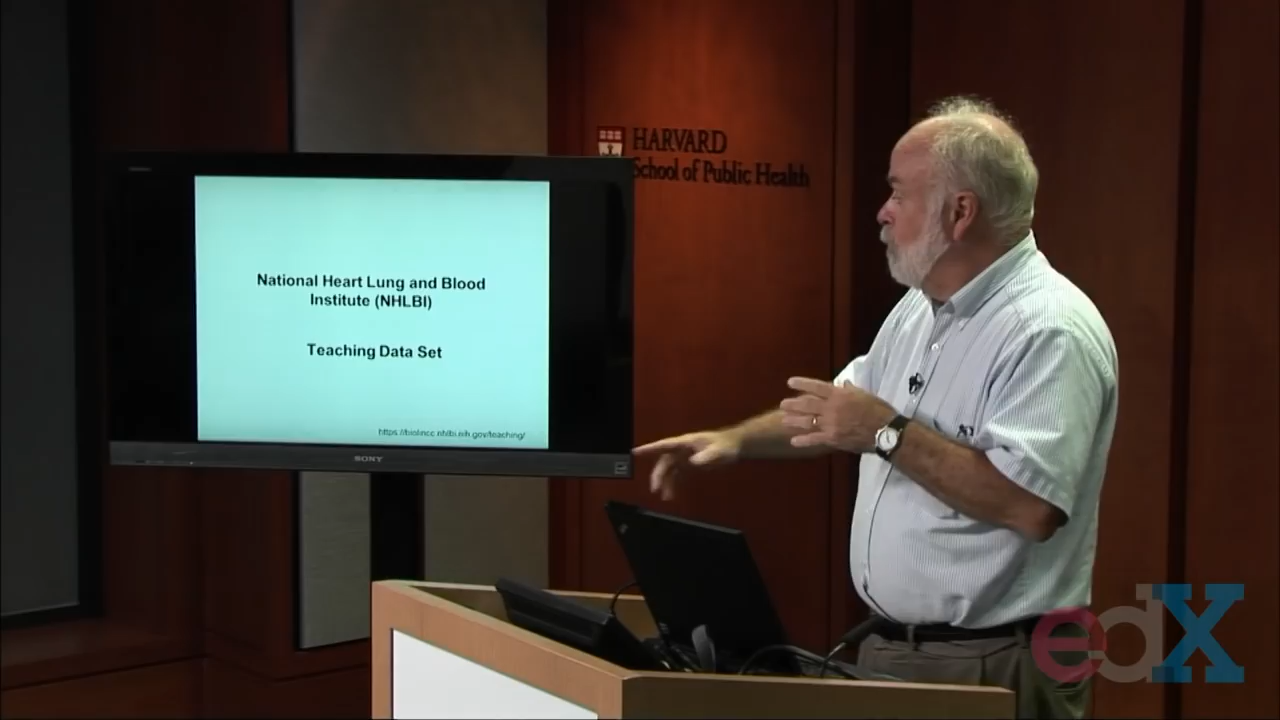 HARVARD
School of Public Health
National Heart Lung and Blood
Institute (NHLBI)
Teaching Data Set
https://biolincc.nhlbi.nih.gov/teaching/
SONY
edX